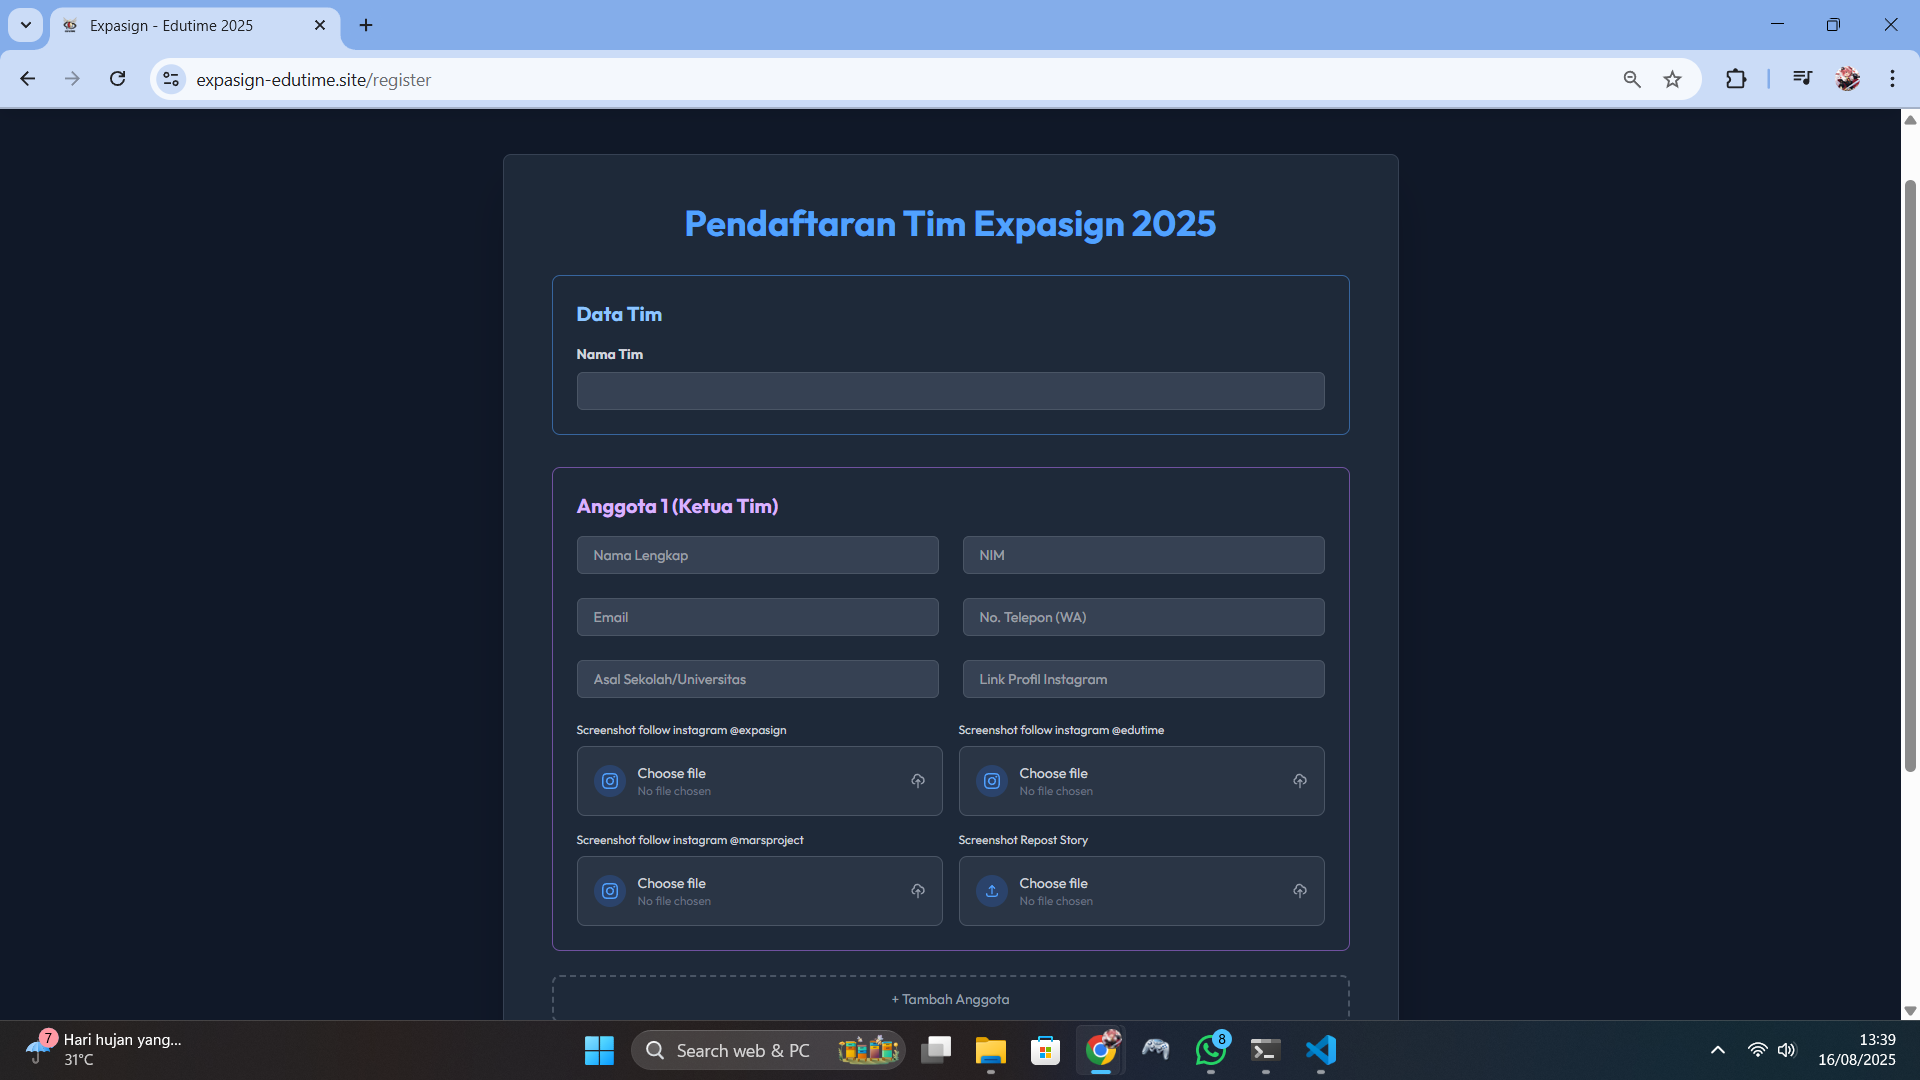 Expasign - Edutime 2025
expasign-edutime.site/register
Pendaftaran Tim Expasign 2025
Data Tim
Nama Tim
Anggota 1 (Ketua Tim)
Nama Lengkap
NIM
Email
No. Telepon (WA)
Asal Sekolah/Universitas
Link Profil Instagram
Screenshot follow instagram @expasign
Screenshot follow instagram @edutime
Choose file
No file chosen
Choose file
No file chosen
Screenshot follow instagram @marsproject
Screenshot Repost Story
Choose file
No file chosen
Choose file
No file chosen
+ Tambah Anggota
7
Hari hujan yang...
31°C
Search web & PC
8
13:39
16/08/2025